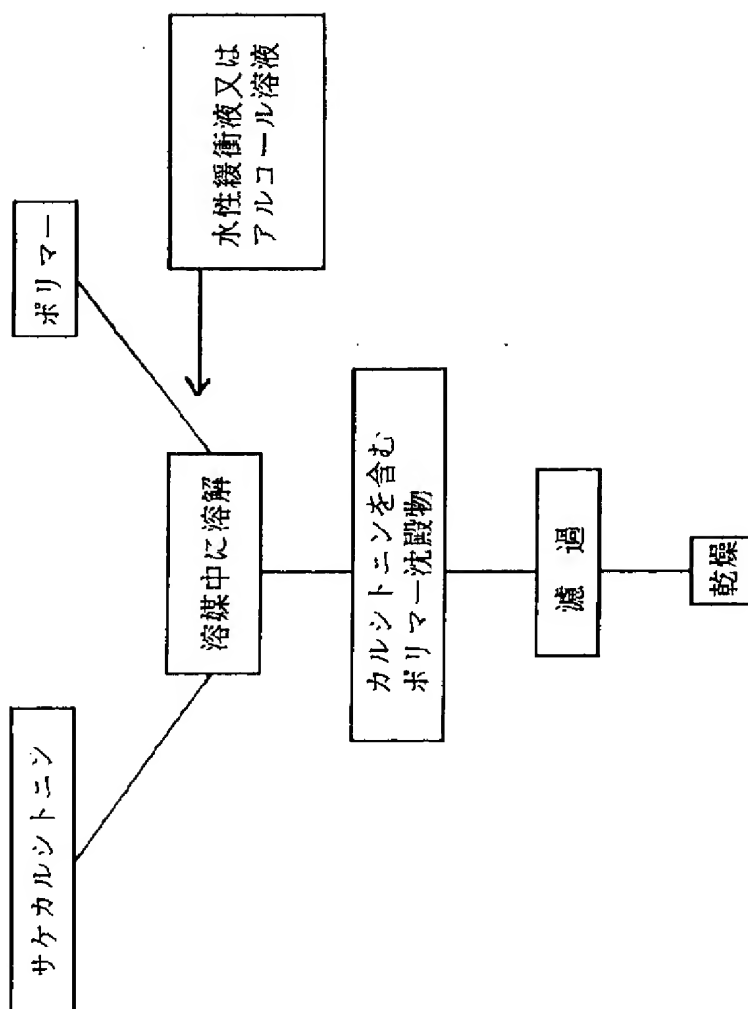 サケカルシトニン
ポリマー
溶媒中に溶解
水性緩衝液又は
アルコール溶液
カルシトニンを含む
ポリマー沈殿物
濾過
乾燥